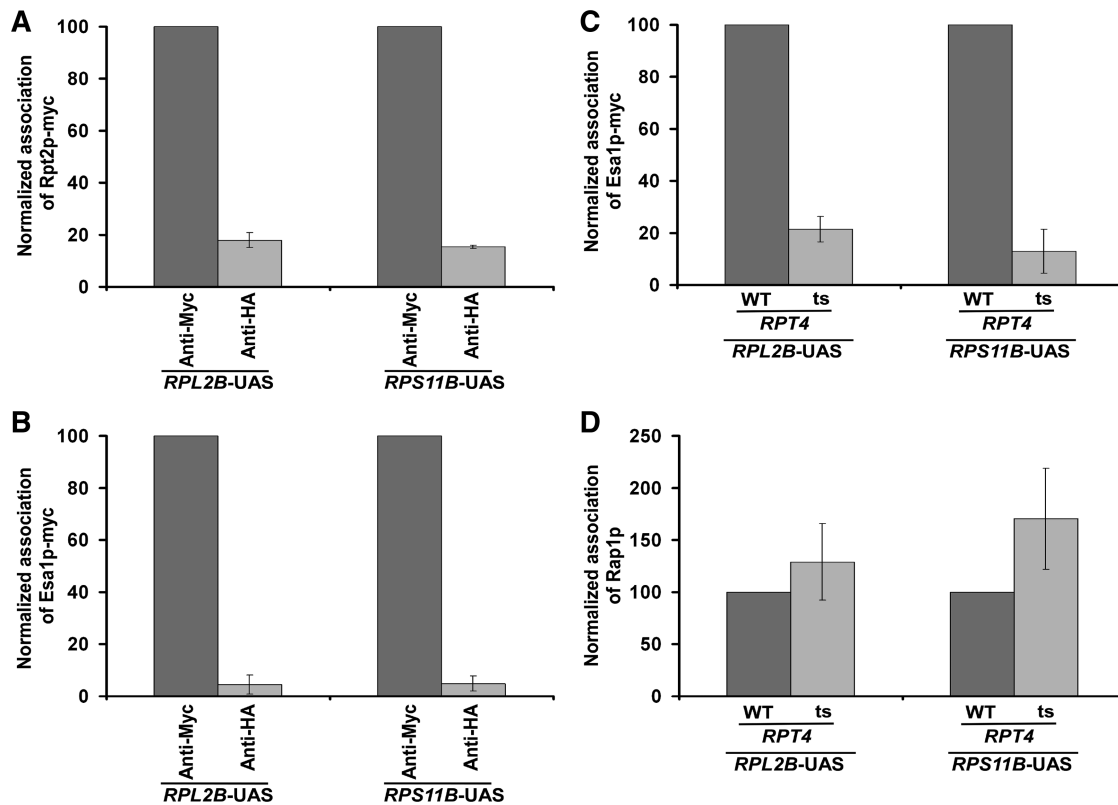 A
Normalized association
of Rpt2p-myc
100
80
60
40
20
0
Anti-Myc
Anti-HA
Anti-Myc
Anti-HA
RPL2B-UAS
RPS11B-UAS
B
Normalized association
of Esa1p-myc
100
80
60
40
20
0
Anti-Myc
Anti-HA
Anti-Myc
Anti-HA
RPL2B-UAS
RPS11B-UAS
C
Normalized association
of Esa1p-myc
100
80
60
40
20
0
WT ts WT ts
RPT4 RPT4
RPL2B-UAS RPS11B-UAS
D
Normalized association
of Rap1p
250
200
150
100
50
0
WT ts WT ts
RPT4 RPT4
RPL2B-UAS RPS11B-UAS